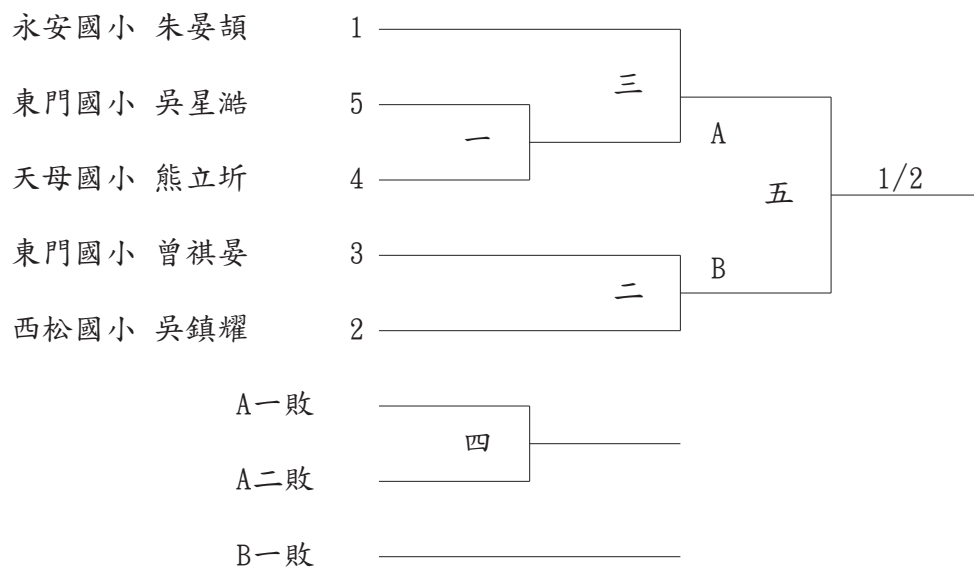 永安國小 朱晏頡 1
三
東門國小 吳星澔 5
一
A
天母國小 熊立圻 4
五
1/2
東門國小 曾祺晏 3
B
二
西松國小 吳鎮耀 2
A一敗
四
A二敗
B一敗